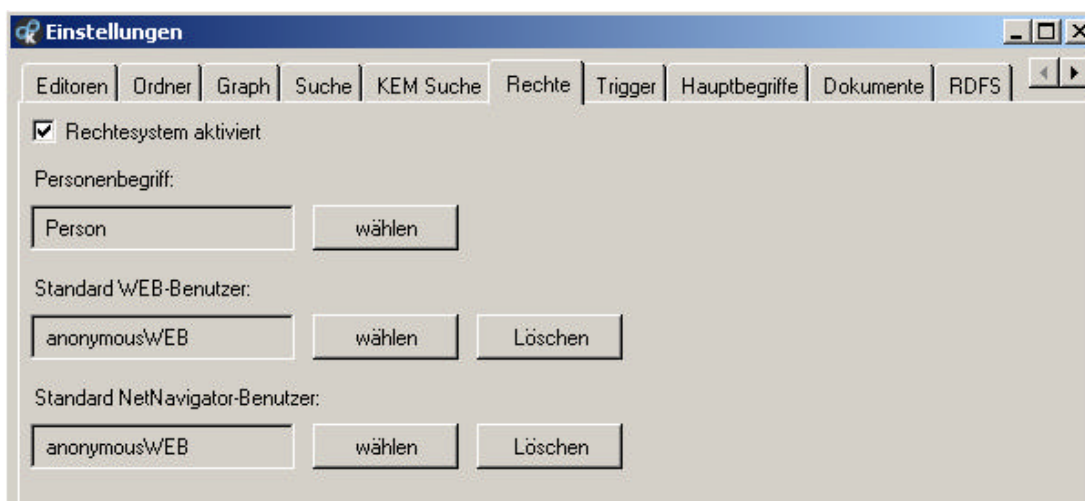 Einstellungen
Editoren Ordner Graph Suche KEM Suche Rechte Trigger Hauptbegriffe Dokumente RDFS
Rechtesystem aktiviert
Personenbegriff:
Person wählen
Standard WEB-Benutzer:
anonymousWEB wählen Löschen
Standard NetNavigator-Benutzer:
anonymousWEB wählen Löschen